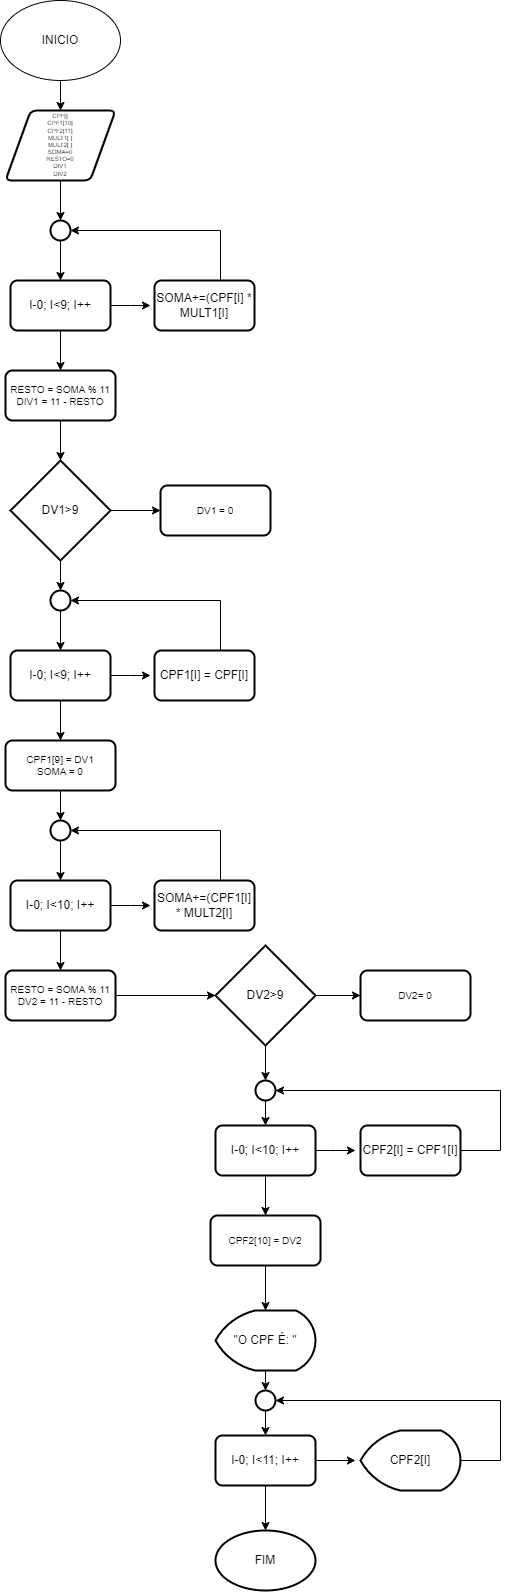 INICIO
CPF[]
CPF1[10]
CPF2[11]
MULT1[ ]
MULT2[ ]
SOMA=0
RESTO=0
DIV1
DIV2
I-0; I<9; I++
SOMA+=(CPF[I] *
MULT1[I]
RESTO = SOMA % 11
DIV1 = 11 - RESTO
DV1>9
DV1 = 0
I-0; I<9; I++
CPF1[I] = CPF[I]
CPF1[9] = DV1
SOMA = 0
I-0; I<10; I++
SOMA+=(CPF1[I]
* MULT2[I]
RESTO = SOMA % 11
DV2 = 11 - RESTO
DV2>9
DV2= 0
I-0; I<10; I++
CPF2[I] = CPF1[I]
CPF2[10] = DV2
"O CPF É: "
I-0; I<11; I++
CPF2[I]
FIM